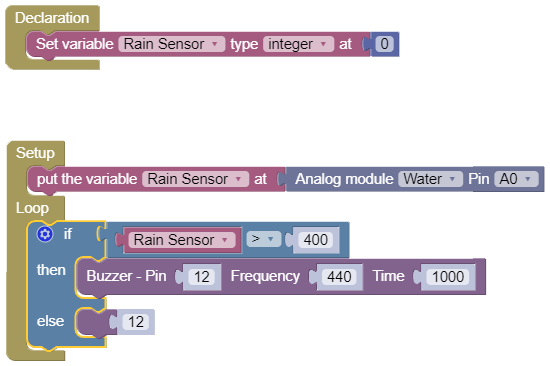 Declaration
Set variable Rain Sensor type integer at 0
Setup
put the variable Rain Sensor at Analog module Water Pin A0
Loop
if Rain Sensor > 400
then Buzzer - Pin 12 Frequency 440 Time 1000
else 12